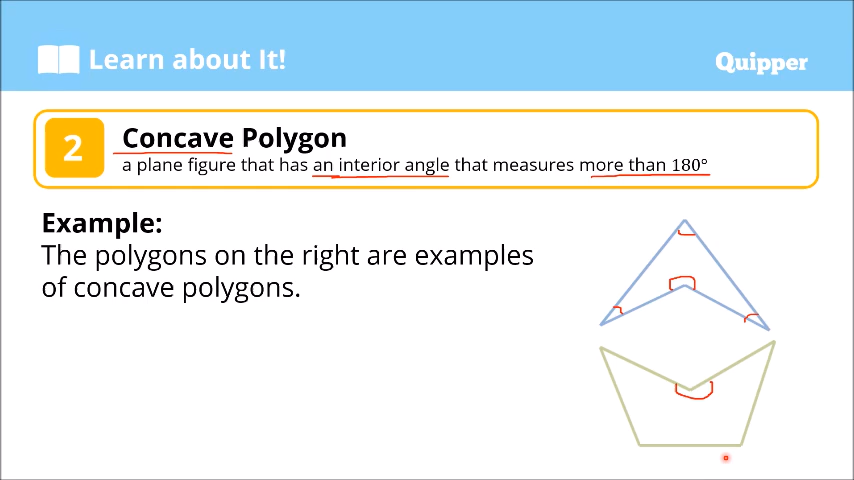 Learn about It!
Quipper
2
Concave Polygon
a plane figure that has an interior angle that measures more than 180°
Example:
The polygons on the right are examples
of concave polygons.